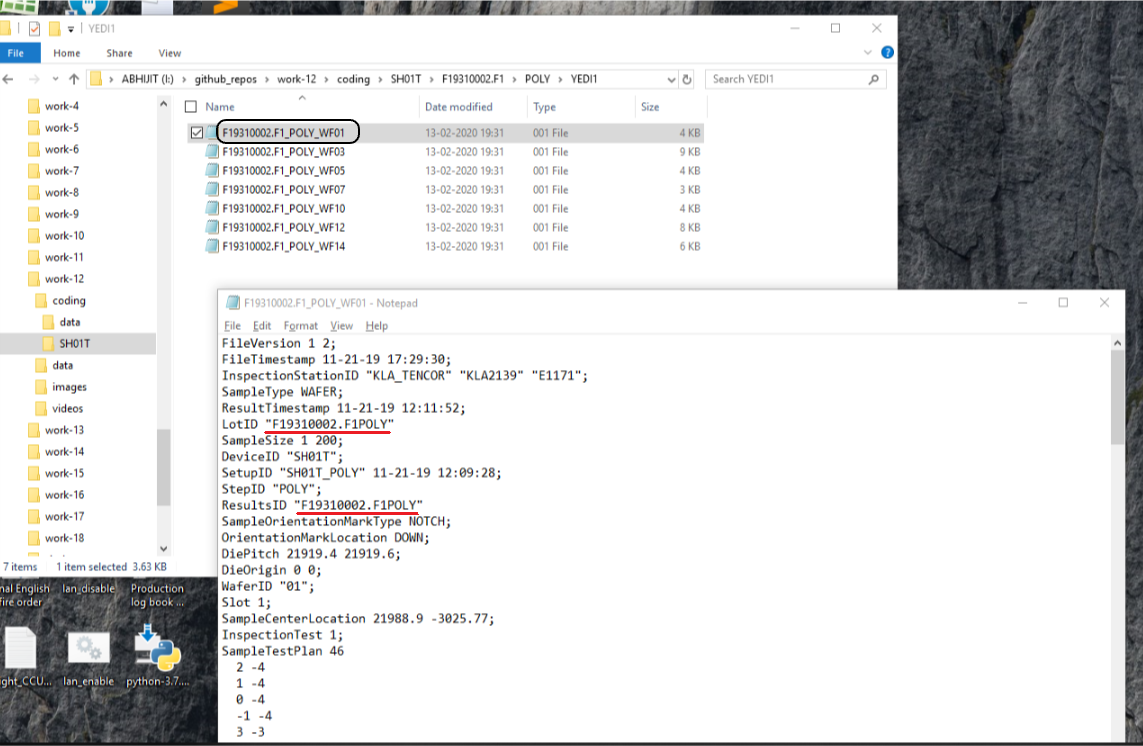 YEDI1
File Home Share View
ABHIJIT (I:) › github_repos › work-12 › coding › SH01T › F19310002.F1 › POLY › YEDI1
Search YEDI1
work-4
work-5
work-6
work-7
work-8
work-9
work-10
work-11
work-12
coding
data
SH01T
data
images
videos
work-13
work-14
work-15
work-16
work-17
work-18
Name Date modified Type Size
F19310002.F1_POLY_WF01 13-02-2020 19:31 001 File 4 KB
F19310002.F1_POLY_WF03 13-02-2020 19:31 001 File 9 KB
F19310002.F1_POLY_WF05 13-02-2020 19:31 001 File 4 KB
F19310002.F1_POLY_WF07 13-02-2020 19:31 001 File 3 KB
F19310002.F1_POLY_WF10 13-02-2020 19:31 001 File 4 KB
F19310002.F1_POLY_WF12 13-02-2020 19:31 001 File 8 KB
F19310002.F1_POLY_WF14 13-02-2020 19:31 001 File 6 KB
7 items 1 item selected 3.63 KB
F19310002.F1_POLY_WF01 - Notepad
File Edit Format View Help
FileVersion 1 2;
FileTimestamp 11-21-19 17:29:30;
InspectionStationID "KLA_TENCOR" "KLA2139" "E1171";
SampleType WAFER;
ResultTimestamp 11-21-19 12:11:52;
LotID "F19310002.F1POLY"
SampleSize 1 200;
DeviceID "SH01T";
SetupID "SH01T_POLY" 11-21-19 12:09:28;
StepID "POLY";
ResultsID "F19310002.F1POLY"
SampleOrientationMarkType NOTCH;
OrientationMarkLocation DOWN;
DiePitch 21919.4 21919.6;
DieOrigin 0 0;
WaferID "01";
Slot 1;
SampleCenterLocation 21988.9 -3025.77;
InspectionTest 1;
SampleTestPlan 46
2 -4
1 -4
0 -4
-1 -4
3 -3
nal English lan_disable Production
fire order log book ...
ght_CCU... lan_enable python-3.7....